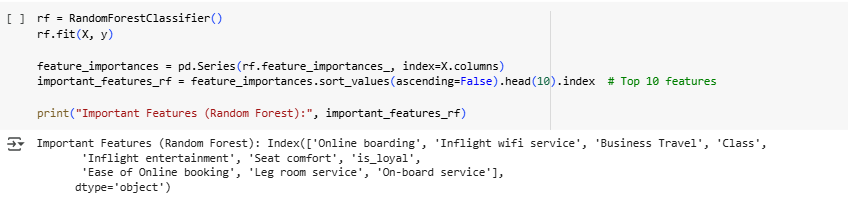 [ ] rf = RandomForestClassifier()
rf.fit(X, y)
feature_importances = pd.Series(rf.feature_importances_, index=X.columns)
important_features_rf = feature_importances.sort_values(ascending=False).head(10).index  # Top 10 features
print("Important Features (Random Forest):", important_features_rf)
Important Features (Random Forest): Index(['Online boarding', 'Inflight wifi service', 'Business Travel', 'Class',
'Inflight entertainment', 'Seat comfort', 'is_loyal',
'Ease of Online booking', 'Leg room service', 'On-board service'],
dtype='object')